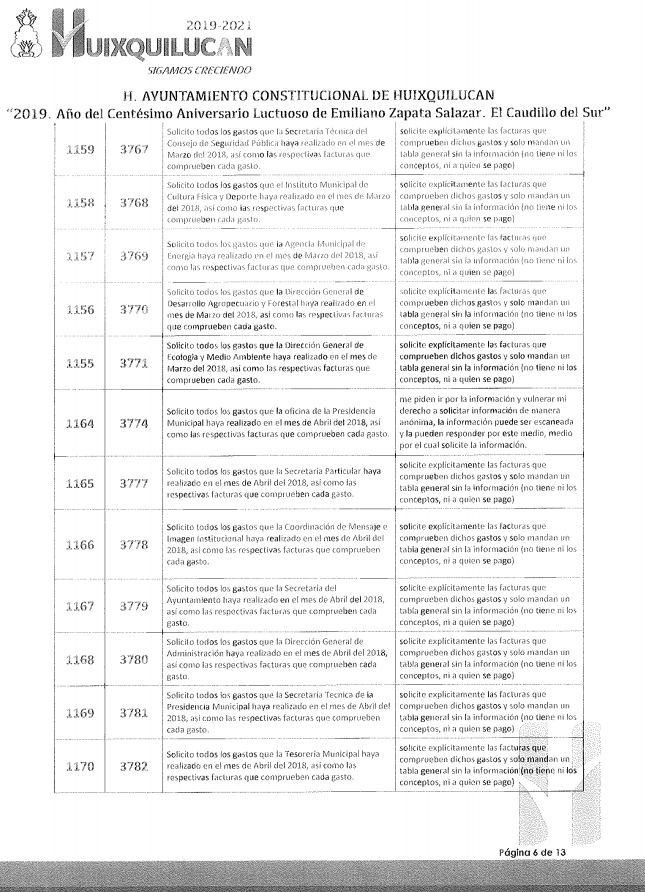 2019-2021
HUIXQUILUCAN
SIGAMOS CRECIENDO
H. AYUNTAMIENTO CONSTITUCIONAL DE HUIXQUILUCAN
"2019. Año del Centésimo Aniversario Luctuoso de Emiliano Zapata Salazar. El Caudillo del Sur"
1159
3767
Solicito todos los gastos que la Secretaría Técnica del
Consejo de Seguridad Pública haya realizado en el mes de
Marzo del 2018, así como las respectivas facturas que
comprueben cada gasto.
solicite explícitamente las facturas que
comprueben dichos gastos y solo mandan un
tabla general sin la información (no tiene ni los
conceptos, ni a quien se pago)
1158
3768
Solicito todos los gastos que el Instituto Municipal de
Cultura Física y Deporte haya realizado en el mes de Marzo
del 2018, así como las respectivas facturas que
comprueben cada gasto.
solicite explícitamente las facturas que
comprueben dichos gastos y solo mandan un
tabla general sin la información (no tiene ni los
conceptos, ni a quien se pago)
1157
3769
Solicito todos los gastos que la Agencia Municipal de
Energía haya realizado en el mes de Marzo del 2018, así
como las respectivas facturas que comprueben cada gasto.
solicite explícitamente las facturas que
comprueben dichos gastos y solo mandan un
tabla general sin la información (no tiene ni los
conceptos, ni a quien se pago)
1156
3770
Solicito todos los gastos que la Dirección General de
Desarrollo Agropecuario y Forestal haya realizado en el
mes de Marzo del 2018, así como las respectivas facturas
que comprueben cada gasto.
solicite explícitamente las facturas que
comprueben dichos gastos y solo mandan un
tabla general sin la información (no tiene ni los
conceptos, ni a quien se pago)
1155
3771
Solicito todos los gastos que la Dirección General de
Ecología y Medio Ambiente haya realizado en el mes de
Marzo del 2018, así como las respectivas facturas que
comprueben cada gasto.
solicite explícitamente las facturas que
comprueben dichos gastos y solo mandan un
tabla general sin la información (no tiene ni los
conceptos, ni a quien se pago)
1164
3774
Solicito todos los gastos que la oficina de la Presidencia
Municipal haya realizado en el mes de Abril del 2018, así
como las respectivas facturas que comprueben cada gasto.
me piden ir por la información y vulnerar mi
derecho a solicitar información de manera
anónima, la información puede ser escaneada
y la pueden responder por este medio, medio
por el cual solicite la información.
1165
3777
Solicito todos los gastos que la Secretaría Particular haya
realizado en el mes de Abril del 2018, así como las
respectivas facturas que comprueben cada gasto.
solicite explícitamente las facturas que
comprueben dichos gastos y solo mandan un
tabla general sin la información (no tiene ni los
conceptos, ni a quien se pago)
1166
3778
Solicito todos los gastos que la Coordinación de Mensaje e
Imagen Institucional haya realizado en el mes de Abril del
2018, así como las respectivas facturas que comprueben
cada gasto.
solicite explícitamente las facturas que
comprueben dichos gastos y solo mandan un
tabla general sin la información (no tiene ni los
conceptos, ni a quien se pago)
1167
3779
Solicito todos los gastos que la Secretaría del
Ayuntamiento haya realizado en el mes de Abril del 2018,
así como las respectivas facturas que comprueben cada
gasto.
solicite explícitamente las facturas que
comprueben dichos gastos y solo mandan un
tabla general sin la información (no tiene ni los
conceptos, ni a quien se pago)
1168
3780
Solicito todos los gastos que la Dirección General de
Administración haya realizado en el mes de Abril del 2018,
así como las respectivas facturas que comprueben cada
gasto.
solicite explícitamente las facturas que
comprueben dichos gastos y solo mandan un
tabla general sin la información (no tiene ni los
conceptos, ni a quien se pago)
1169
3781
Solicito todos los gastos que la Secretaría Tecnica de la
Presidencia Municipal haya realizado en el mes de Abril del
2018, así como las respectivas facturas que comprueben
cada gasto.
solicite explícitamente las facturas que
comprueben dichos gastos y solo mandan un
tabla general sin la información (no tiene ni los
conceptos, ni a quien se pago)
1170
3782
Solicito todos los gastos que la Tesorería Municipal haya
realizado en el mes de Abril del 2018, así como las
respectivas facturas que comprueben cada gasto.
solicite explícitamente las facturas que
comprueben dichos gastos y solo mandan un
tabla general sin la información (no tiene ni los
conceptos, ni a quien se pago)
Página 6 de 13